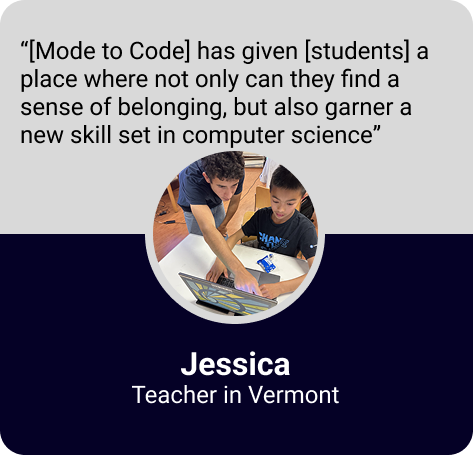 “[Mode to Code] has given [students] a
place where not only can they find a
sense of belonging, but also garner a
new skill set in computer science”
Jessica
Teacher in Vermont